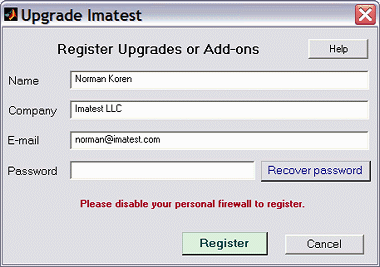 Upgrade Imatest
Register Upgrades or Add-ons
Help
Name
Norman Koren
Company
Imatest LLC
E-mail
norman@imatest.com
Password
Recover password
Please disable your personal firewall to register.
Register
Cancel